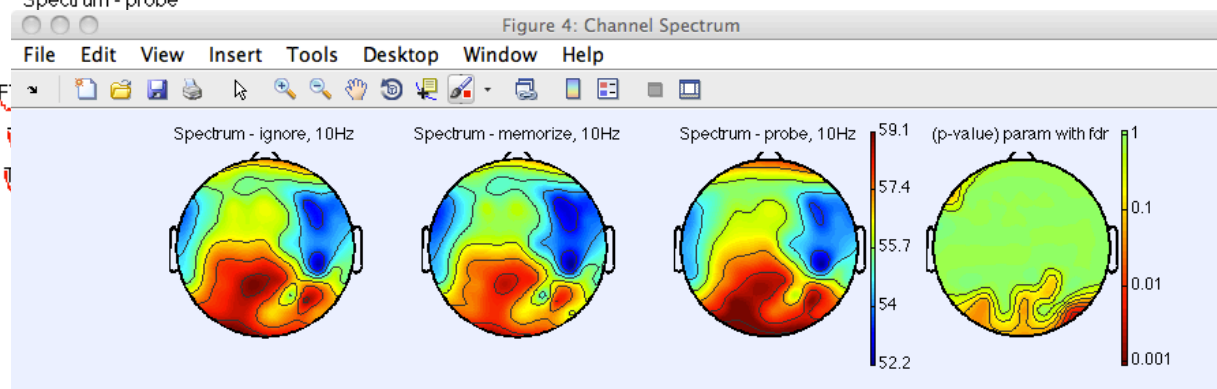 Spectrum - probe
Figure 4: Channel Spectrum
File Edit View Insert Tools Desktop Window Help
Spectrum - ignore, 10Hz
Spectrum - memorize, 10Hz
Spectrum - probe, 10Hz
59.1
57.4
55.7
54
52.2
(p-value) param with fdr
1
0.1
0.01
0.001